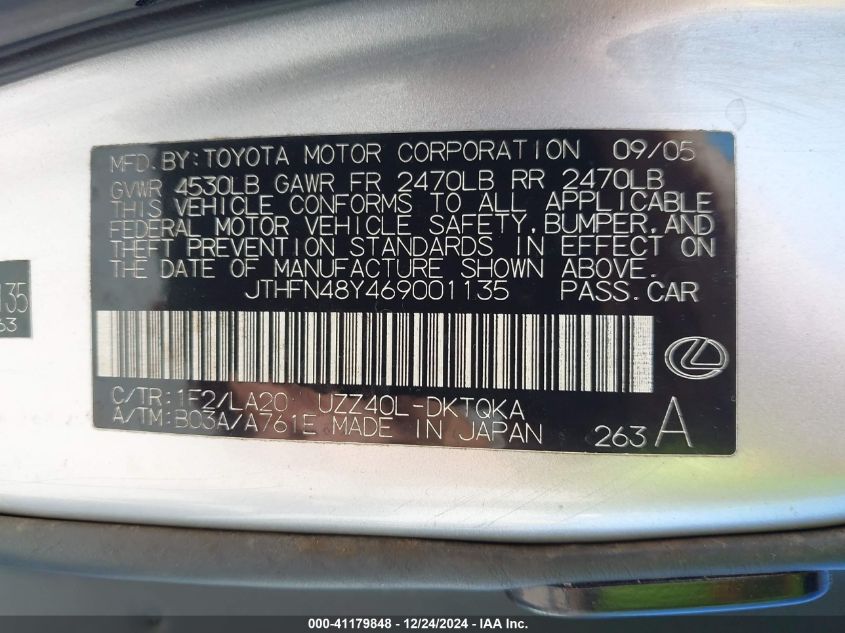 MFD. BY: TOYOTA MOTOR CORPORATION 09/05
GVWR 4530LB GAWR FR 2470LB RR 2470LB
THIS VEHICLE CONFORMS TO ALL APPLICABLE
FEDERAL MOTOR VEHICLE SAFETY, BUMPER, AND
THEFT PREVENTION STANDARDS IN EFFECT ON
THE DATE OF MANUFACTURE SHOWN ABOVE.
JTHFN48Y469001135 PASS. CAR
C/TR: 1F2/LA20 UZZ40L-DKTQKA
A/TM: B03A/A761E MADE IN JAPAN
263 A
135
63
000-41179848 - 12/24/2024 - IAA Inc.